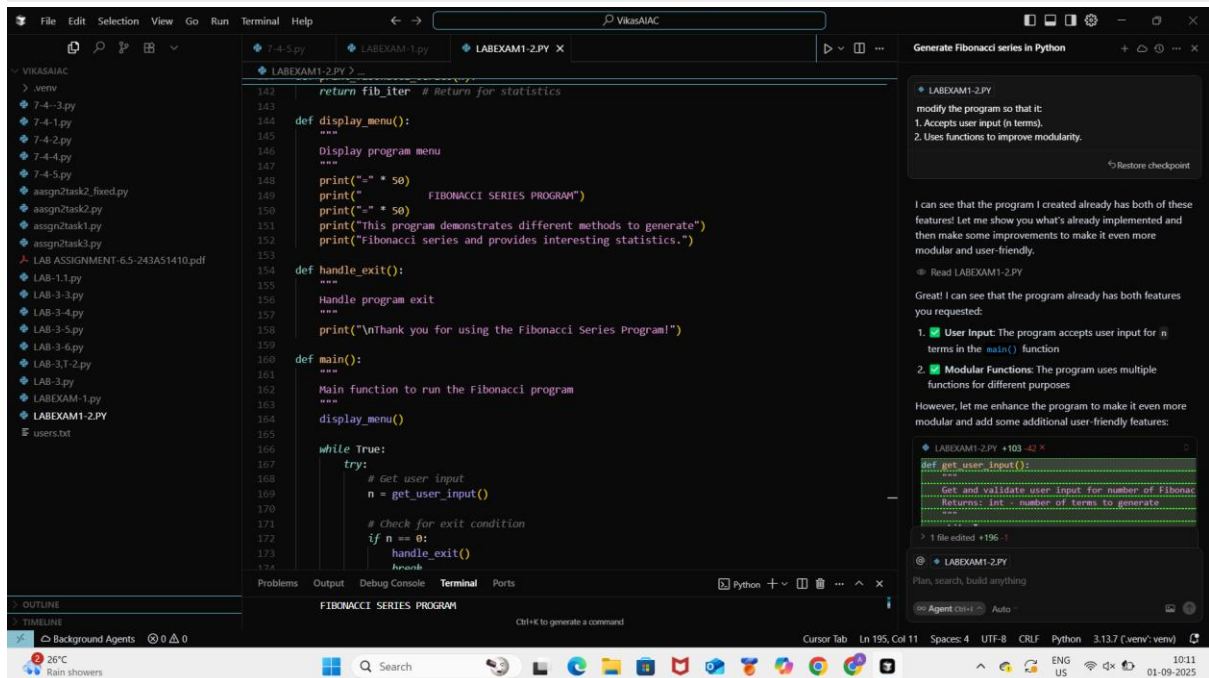 File Edit Selection View Go Run Terminal Help
VikasAIAC
7-4-5.py
LABEXAM-1.py
LABEXAM1-2.PY
VIKASAIAC
.venv
7-4--3.py
7-4-1.py
7-4-2.py
7-4-4.py
7-4-5.py
aasgn2task2_fixed.py
aasgn2task2.py
assgn2task1.py
assgn2task3.py
LAB ASSIGNMENT-6.5-243A51410.pdf
LAB-1.1.py
LAB-3-3.py
LAB-3-4.py
LAB-3-5.py
LAB-3-6.py
LAB-3,T-2.py
LAB-3.py
LABEXAM-1.py
LABEXAM1-2.PY
users.txt
OUTLINE
TIMELINE
LABEXAM1-2.PY > ...
142 return fib_iter # Return for statistics
143
144 def display_menu():
145 """
146 Display program menu
147 """
148 print("=" * 50)
149 print(" FIBONACCI SERIES PROGRAM")
150 print("=" * 50)
151 print("This program demonstrates different methods to generate")
152 print("Fibonacci series and provides interesting statistics.")
153
154 def handle_exit():
155 """
156 Handle program exit
157 """
158 print("\nThank you for using the Fibonacci Series Program!")
159
160 def main():
161 """
162 Main function to run the Fibonacci program
163 """
164 display_menu()
165
166 while True:
167 try:
168 # Get user input
169 n = get_user_input()
170
171 # Check for exit condition
172 if n == 0:
173 handle_exit()
174 break
Problems Output Debug Console Terminal Ports
Python
FIBONACCI SERIES PROGRAM
Ctrl+K to generate a command
Generate Fibonacci series in Python
LABEXAM1-2.PY
modify the program so that it:
1. Accepts user input (n terms).
2. Uses functions to improve modularity.
Restore checkpoint
I can see that the program I created already has both of these
features! Let me show you what's already implemented and
then make some improvements to make it even more
modular and user-friendly.
Read LABEXAM1-2.PY
Great! I can see that the program already has both features
you requested:
1. ✅ User Input: The program accepts user input for n
terms in the main() function
2. ✅ Modular Functions: The program uses multiple
functions for different purposes
However, let me enhance the program to make it even more
modular and add some additional user-friendly features:
LABEXAM1-2.PY +103 -42
def get_user_input():
"""
Get and validate user input for number of Fibonac
Returns: int - number of terms to generate
"""
1 file edited +196 -1
@ LABEXAM1-2.PY
Plan, search, build anything
Agent Ctrl+I Auto
Background Agents 0 0
Cursor Tab Ln 195, Col 11 Spaces: 4 UTF-8 CRLF Python 3.13.7 ('.venv': venv)
2
26°C
Rain showers
Search
ENG
US
10:11
01-09-2025